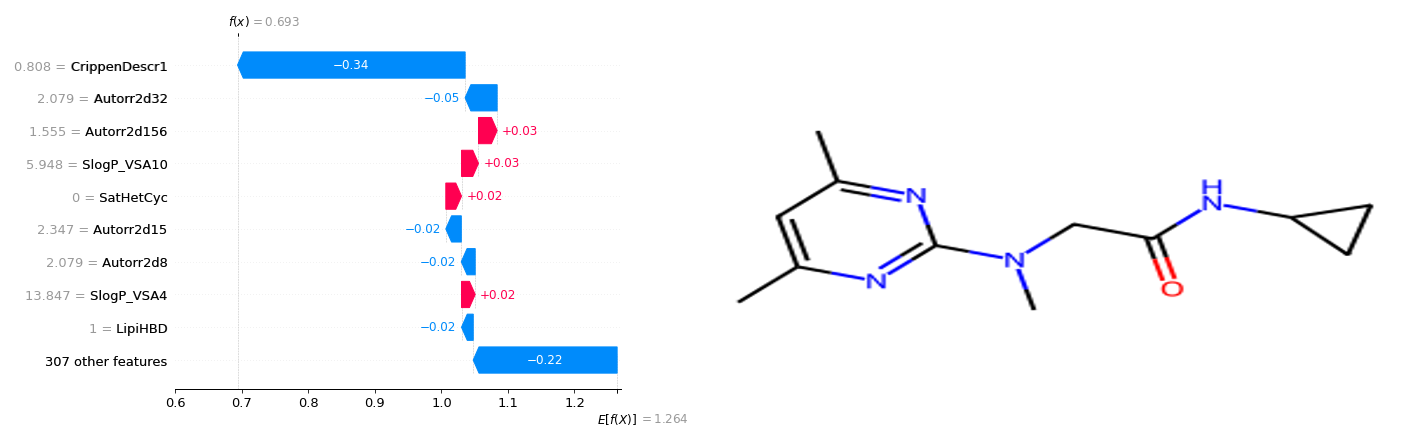 f(x) = 0.693
0.808 = CrippenDescr1
−0.34
2.079 = Autorr2d32
−0.05
1.555 = Autorr2d156
+0.03
5.948 = SlogP_VSA10
+0.03
0 = SatHetCyc
+0.02
2.347 = Autorr2d15
−0.02
2.079 = Autorr2d8
−0.02
13.847 = SlogP_VSA4
+0.02
1 = LipiHBD
−0.02
307 other features
−0.22
0.6 0.7 0.8 0.9 1.0 1.1 1.2
E[f(X)] = 1.264
H
N
N
N
N
O